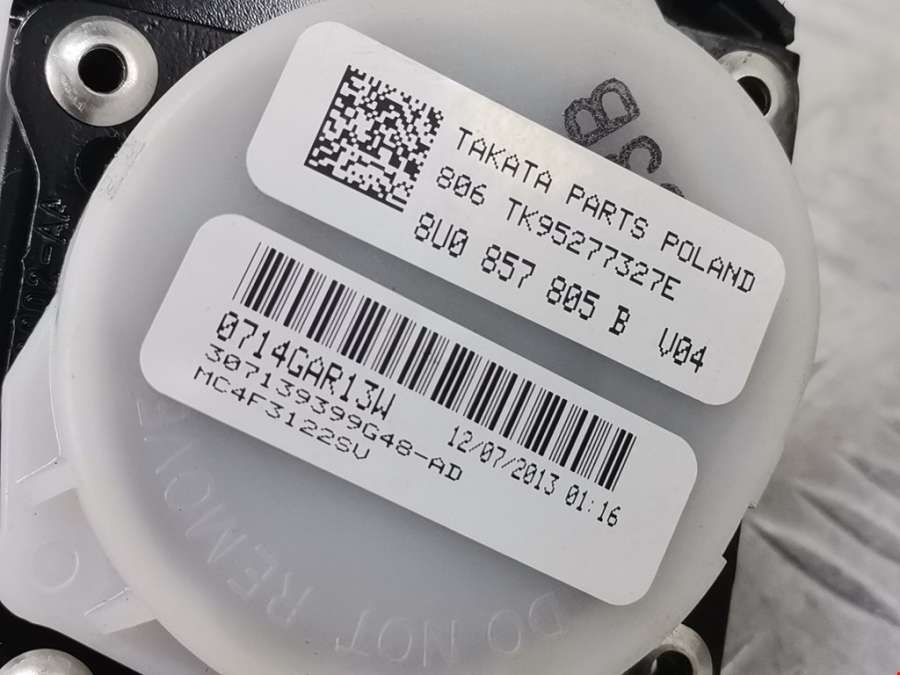 TAKATA PARTS POLAND
806 TK95277327E
8U0 857 805 B V04
0714GAR13W
12/07/2013 01:16
307139399G48-AD
MC4F3122SV
DO NOT REMOVE